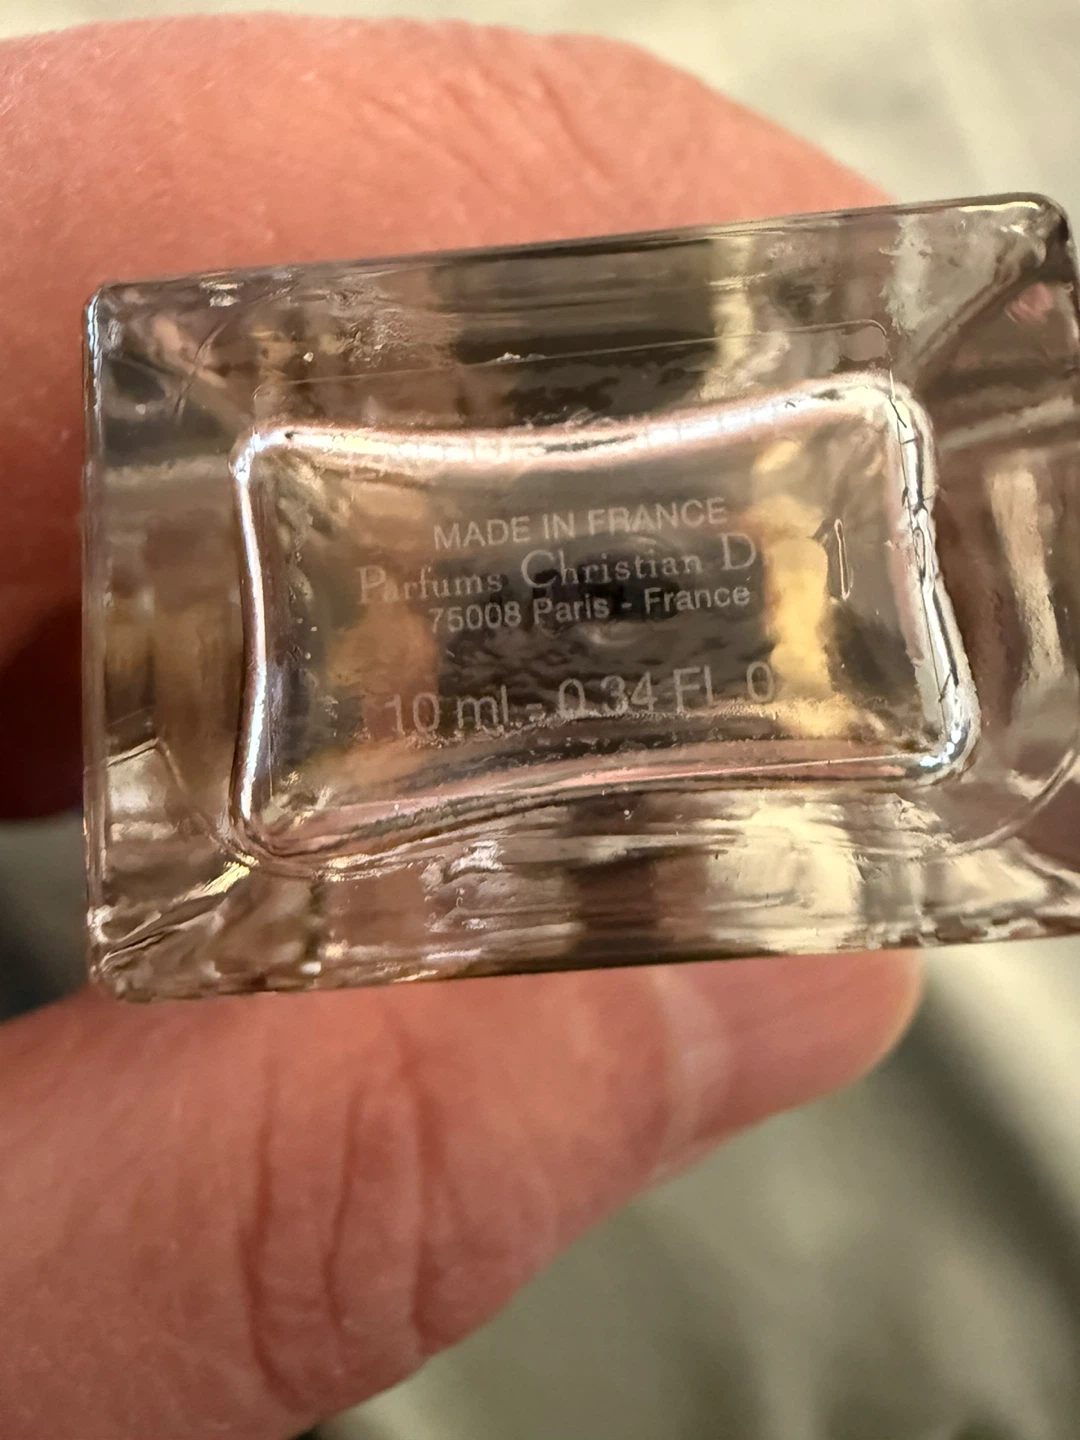 MADE IN FRANCE
Parfums Christian D
75008 Paris - France
10 ml - 0.34 FL. O